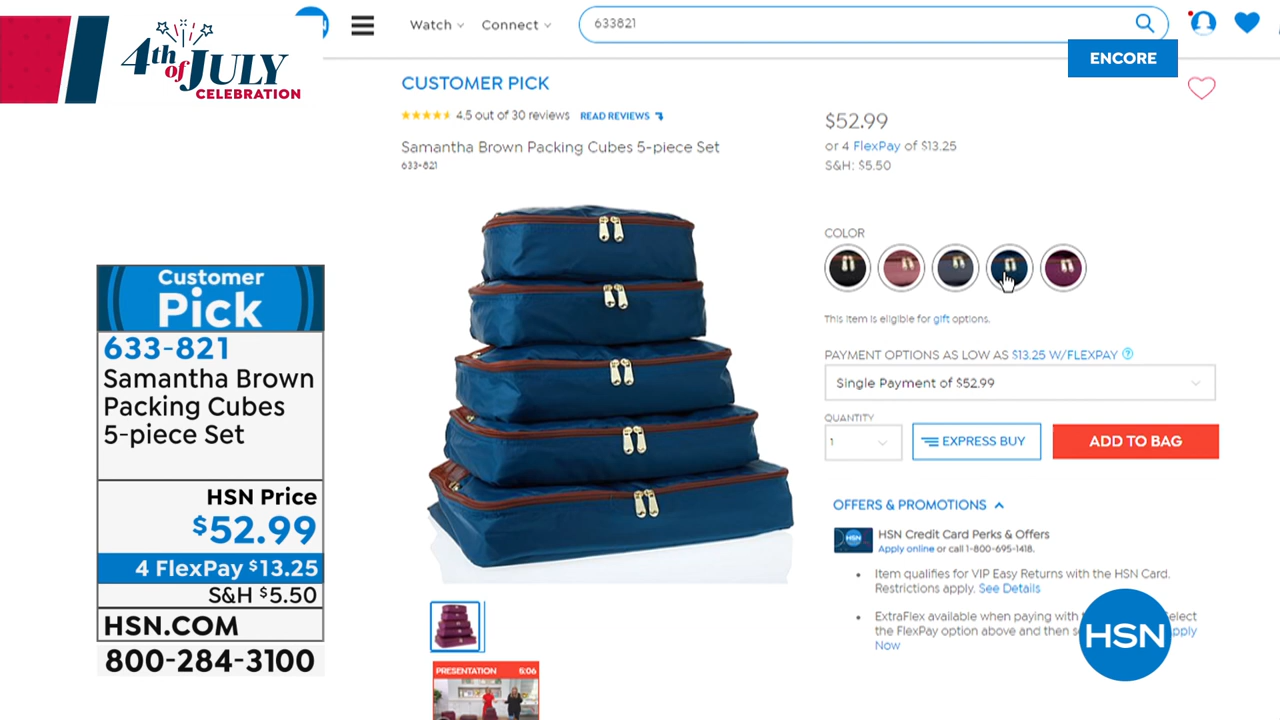 4th of JULY
CELEBRATION
Watch
Connect
633821
ENCORE
CUSTOMER PICK
4.5 out of 30 reviews READ REVIEWS
Samantha Brown Packing Cubes 5-piece Set
633-821
$52.99
or 4 FlexPay of $13.25
S&H: $5.50
COLOR
This item is eligible for gift options.
PAYMENT OPTIONS AS LOW AS $13.25 W/FLEXPAY
Single Payment of $52.99
QUANTITY
1
EXPRESS BUY
ADD TO BAG
OFFERS & PROMOTIONS
HSN
HSN Credit Card Perks & Offers
Apply online or call 1-800-695-1418.
Item qualifies for VIP Easy Returns with the HSN Card.
Restrictions apply. See Details
ExtraFlex available when paying with
the FlexPay option above and then
Now
HSN
PRESENTATION 5:06
Customer
Pick
633-821
Samantha Brown
Packing Cubes
5-piece Set
HSN Price
$52.99
4 FlexPay $13.25
S&H $5.50
HSN.COM
800-284-3100